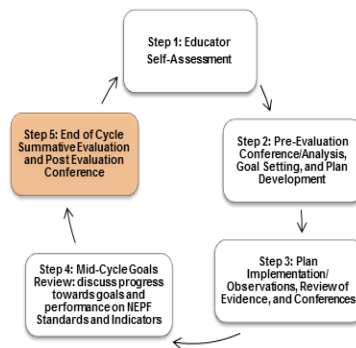 Step 1: Educator
Self-Assessment
Step 2: Pre-Evaluation
Conference/Analysis,
Goal Setting, and Plan
Development
Step 3: Plan
Implementation/
Observations, Review of
Evidence, and Conferences
Step 4: Mid-Cycle Goals
Review: discuss progress
towards goals and
performance on NEPF
Standards and Indicators
Step 5: End of Cycle
Summative Evaluation
and Post Evaluation
Conference